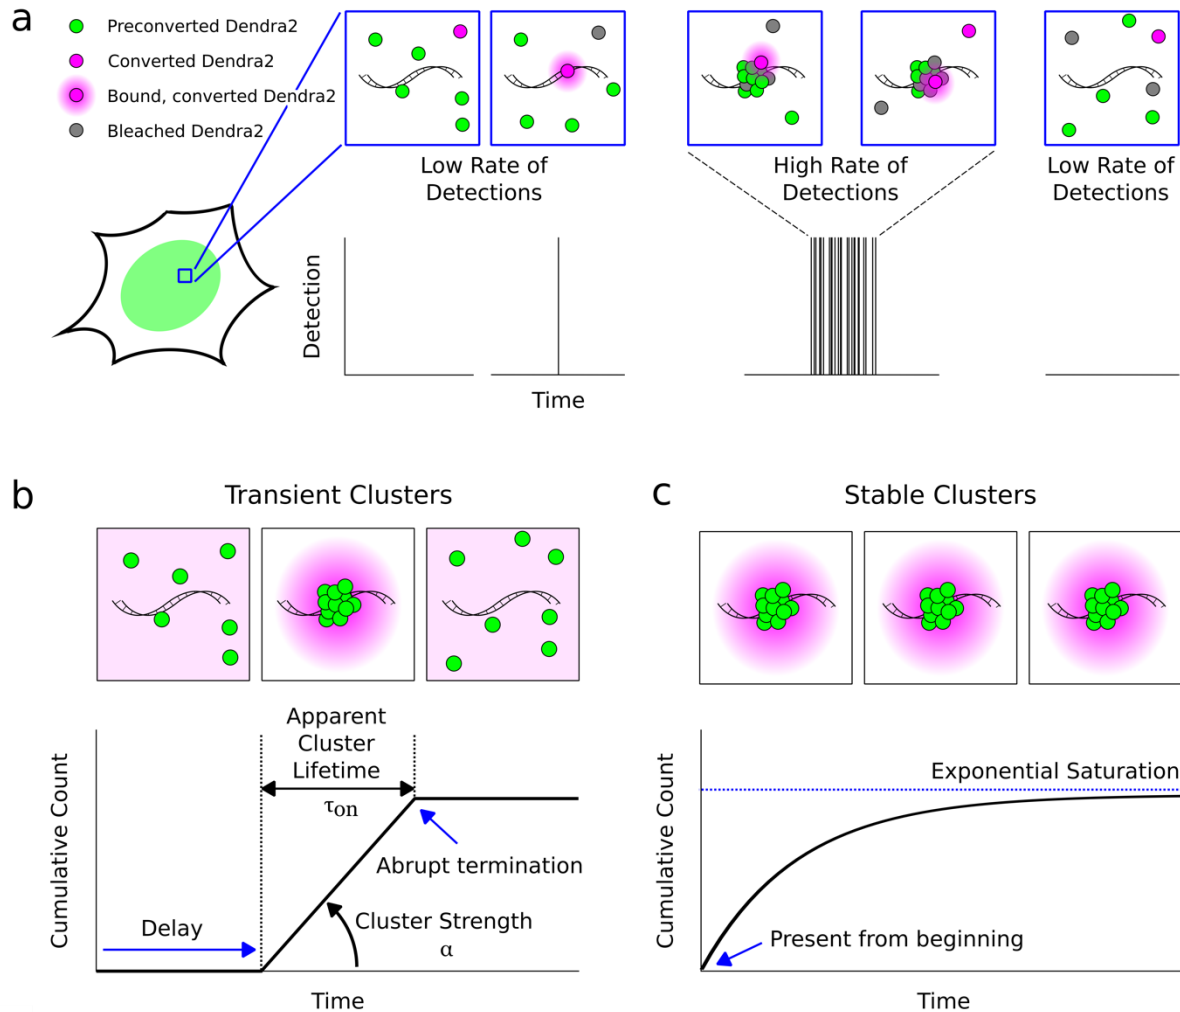 a
Preconverted Dendra2
Converted Dendra2
Bound, converted Dendra2
Bleached Dendra2
Low Rate of
Detections
High Rate of
Detections
Low Rate of
Detections
Detection
Time
b
Transient Clusters
Cumulative Count
Apparent
Cluster
Lifetime
τon
Abrupt termination
Delay
Cluster Strength
α
Time
c
Stable Clusters
Cumulative Count
Exponential Saturation
Present from beginning
Time